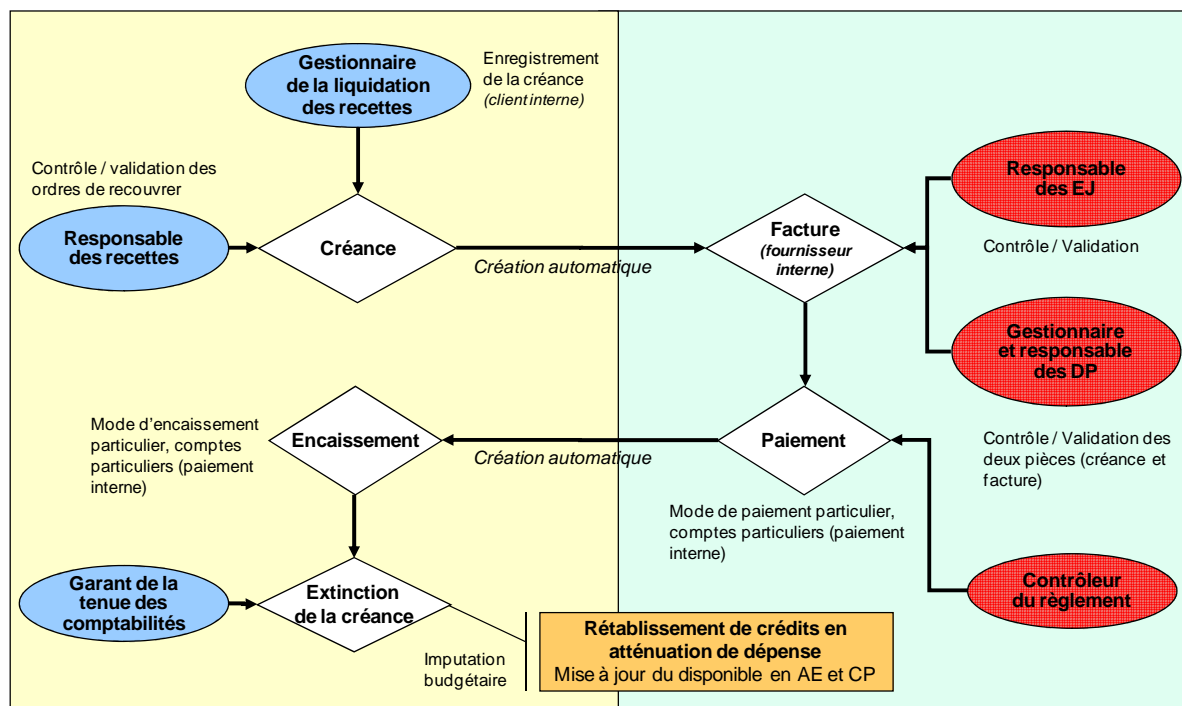 Gestionnaire
de la liquidation
des recettes
Enregistrement
de la créance
(client interne)
Contrôle / validation des
ordres de recouvrer
Responsable
des recettes
Créance
Création automatique
Facture
(fournisseur
interne)
Responsable
des EJ
Contrôle / Validation
Gestionnaire
et responsable
des DP
Mode d’encaissement
particulier, comptes
particuliers (paiement
interne)
Encaissement
Création automatique
Paiement
Contrôle / Validation des
deux pièces (créance et
facture)
Mode de paiement particulier,
comptes particuliers (paiement
interne)
Garant de la
tenue des
comptabilités
Extinction
de la créance
Contrôleur
du règlement
Imputation
budgétaire
Rétablissement de crédits en
atténuation de dépense
Mise à jour du disponible en AE et CP